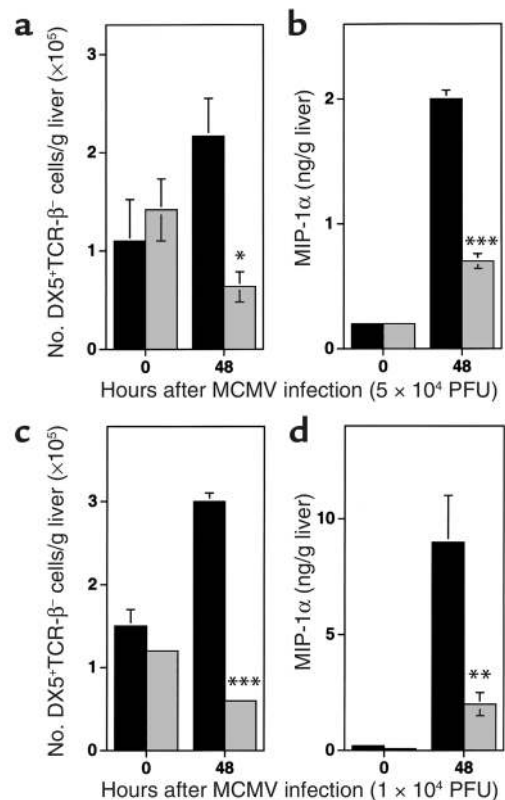 a
No. DX5⁺TCR-β⁻ cells/g liver (×10⁵)
3
2
1
0
*
0 48
b
MIP-1α (ng/g liver)
2
1
0
***
0 48
Hours after MCMV infection (5 × 10⁴ PFU)
c
No. DX5⁺TCR-β⁻ cells/g liver (×10⁵)
3
2
1
0
***
0 48
d
MIP-1α (ng/g liver)
10
5
0
**
0 48
Hours after MCMV infection (1 × 10⁴ PFU)